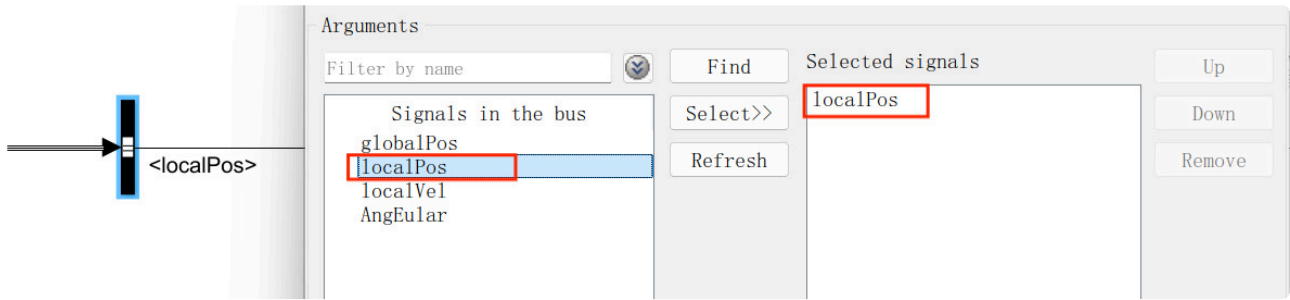 <localPos>
Arguments
Filter by name
Find
Selected signals
Up
Signals in the bus
Select>>
localPos
Down
globalPos
localPos
Refresh
Remove
localVel
AngEular